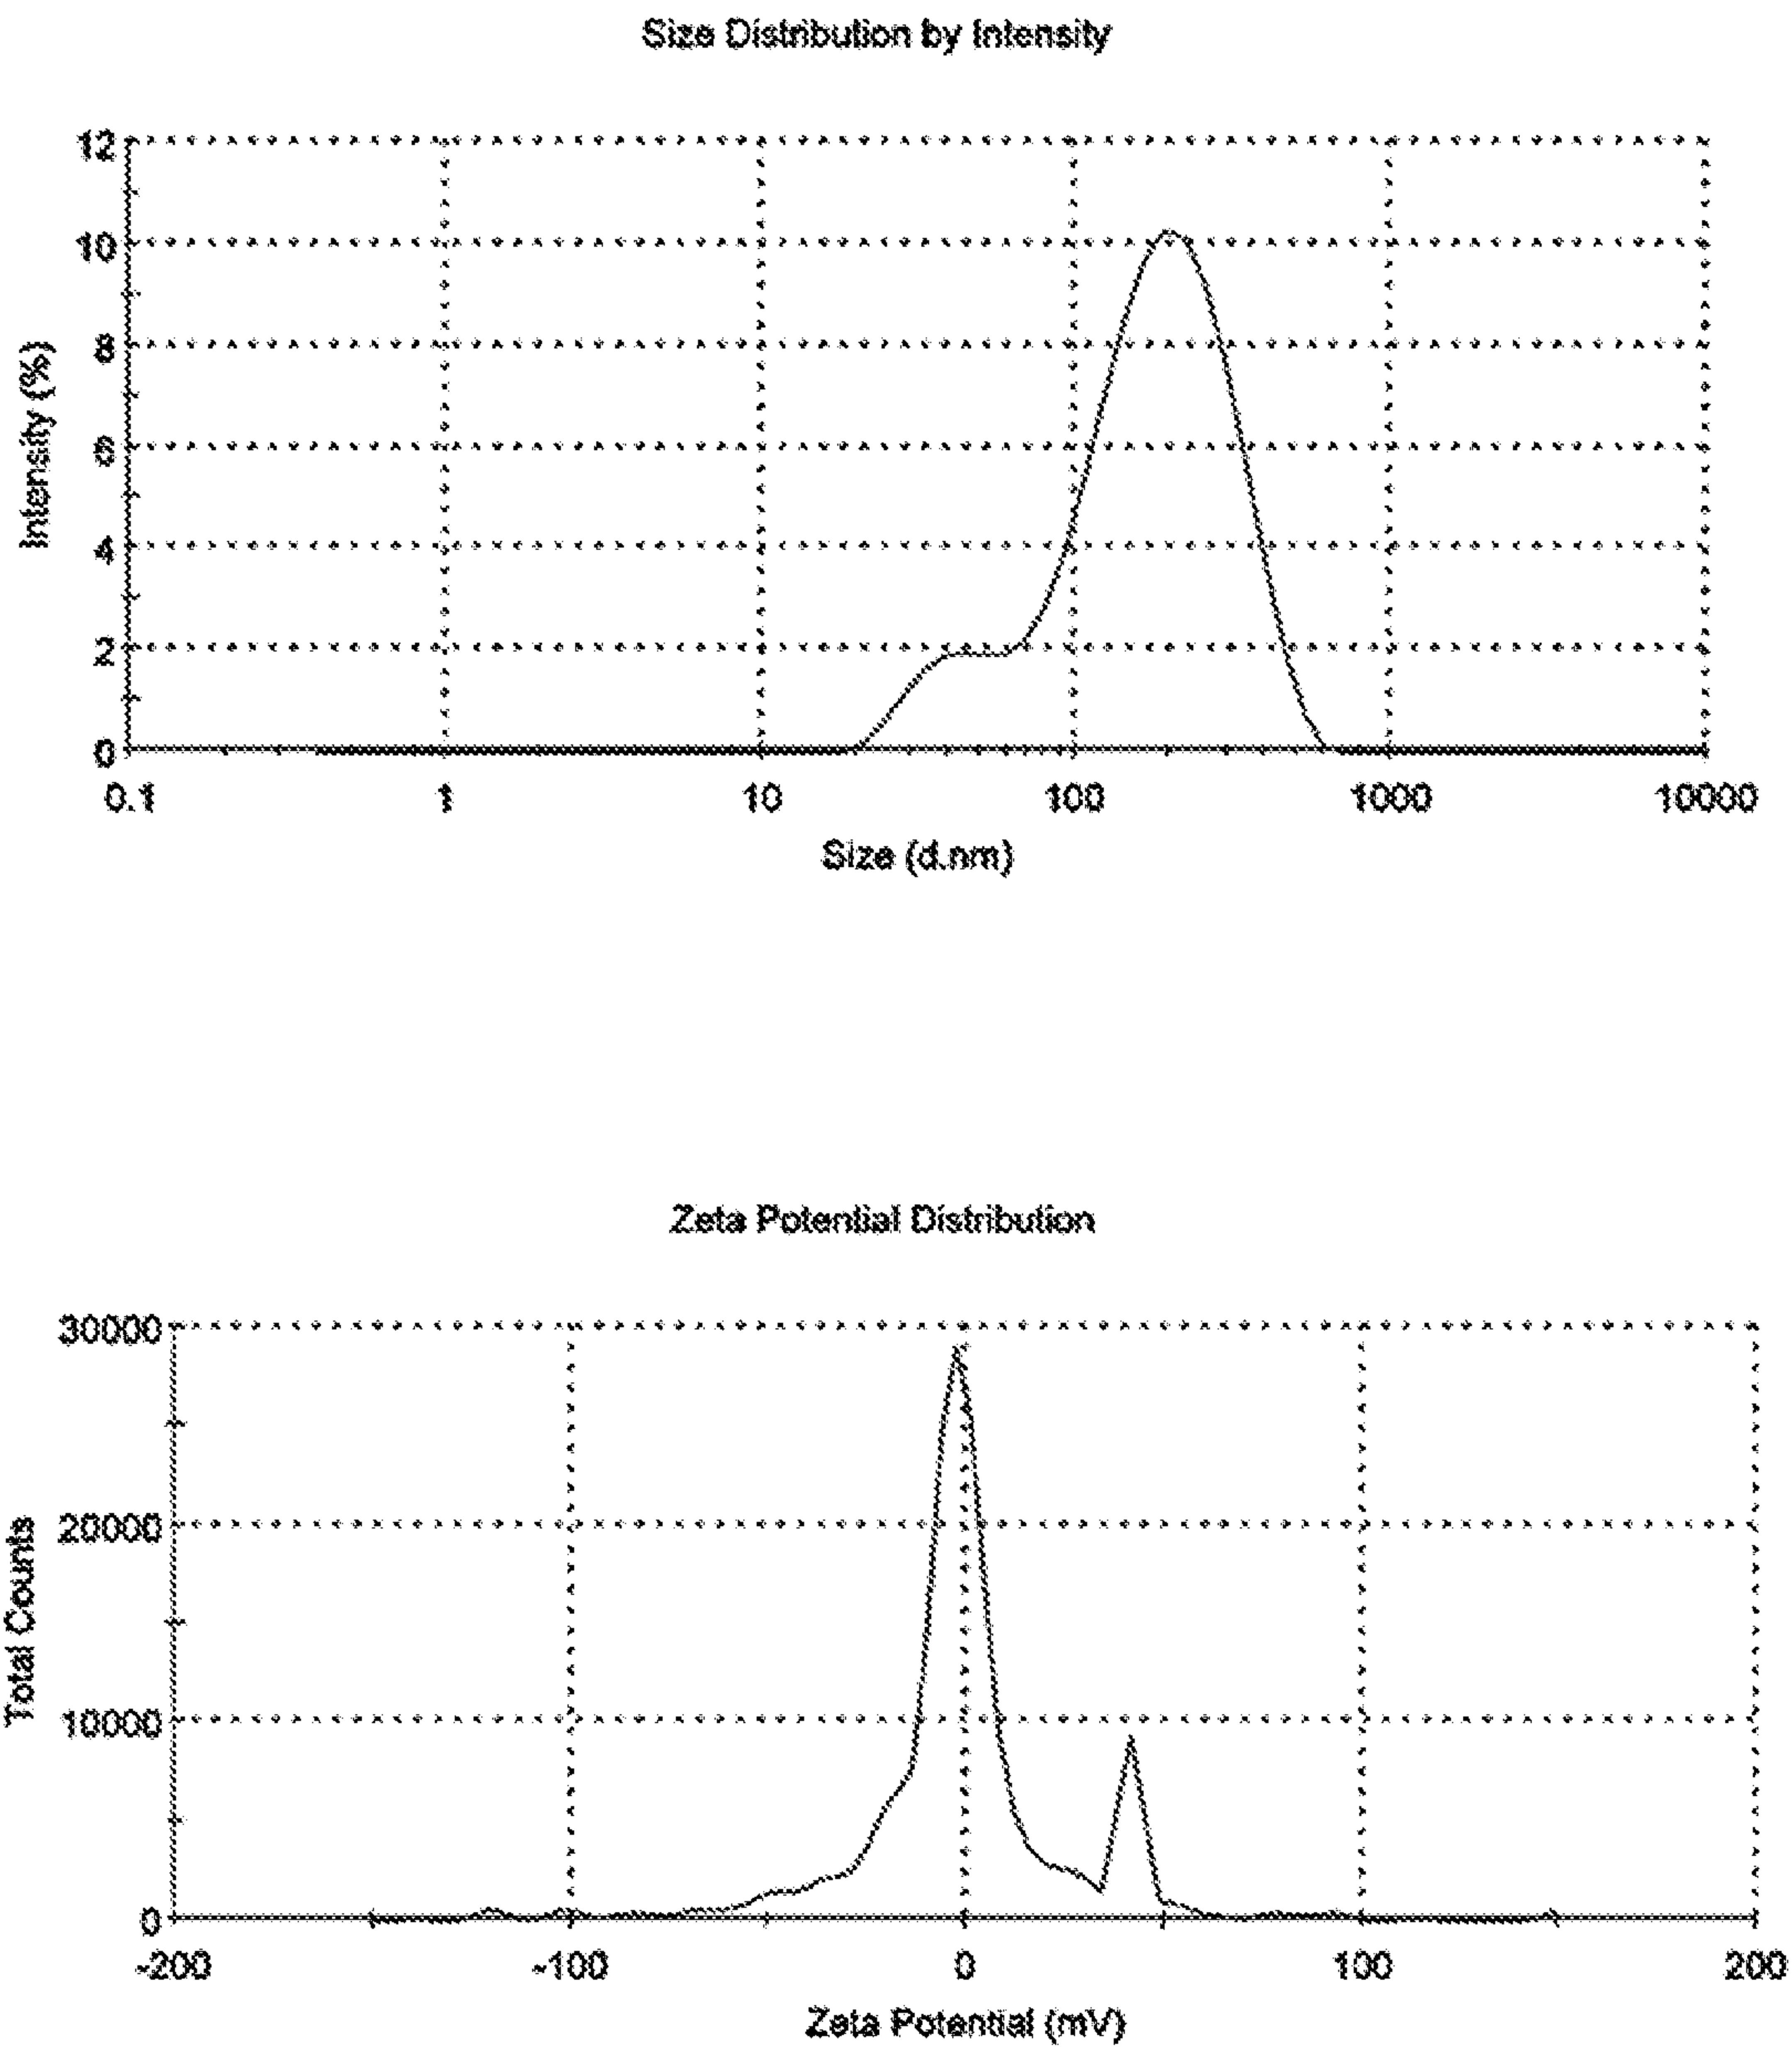 Size Distribution by Intensity
12
10
8
6
4
2
0
Intensity (%)
0.1 1 10 100 1000 10000
Size (d.nm)
Zeta Potential Distribution
30000
20000
10000
0
Total Counts
-200 -100 0 100 200
Zeta Potential (mV)